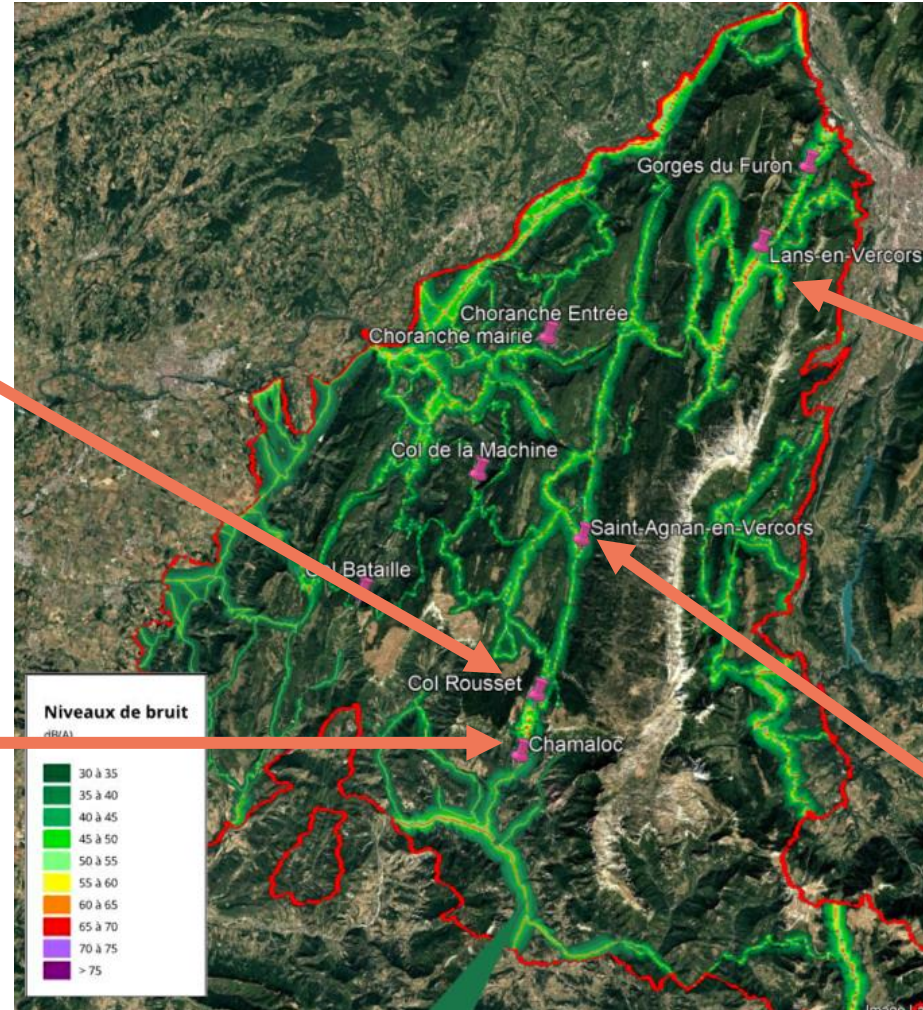 Gorges du Furon
Lans-en-Vercors
Choranche Entrée
Choranche mairie
Col de la Machine
Saint-Agnan-en-Vercors
Bataille
Col Rousset
Chamaloc
Niveaux de bruit
dB(A)
30 à 35
35 à 40
40 à 45
45 à 50
50 à 55
55 à 60
60 à 65
65 à 70
70 à 75
> 75